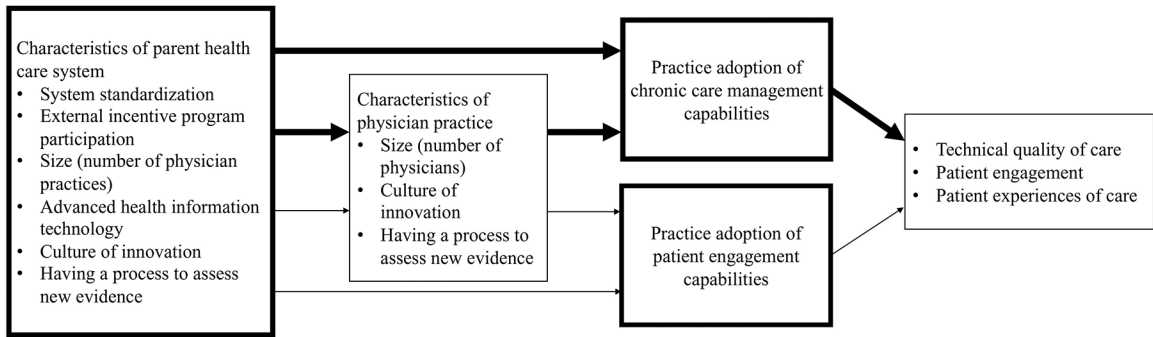 Characteristics of parent health
care system
• System standardization
• External incentive program
participation
• Size (number of physician
practices)
• Advanced health information
technology
• Culture of innovation
• Having a process to assess
new evidence
Characteristics of
physician practice
• Size (number of
physicians)
• Culture of
innovation
• Having a process to
assess new evidence
Practice adoption of
chronic care management
capabilities
Practice adoption of
patient engagement
capabilities
• Technical quality of care
• Patient engagement
• Patient experiences of care